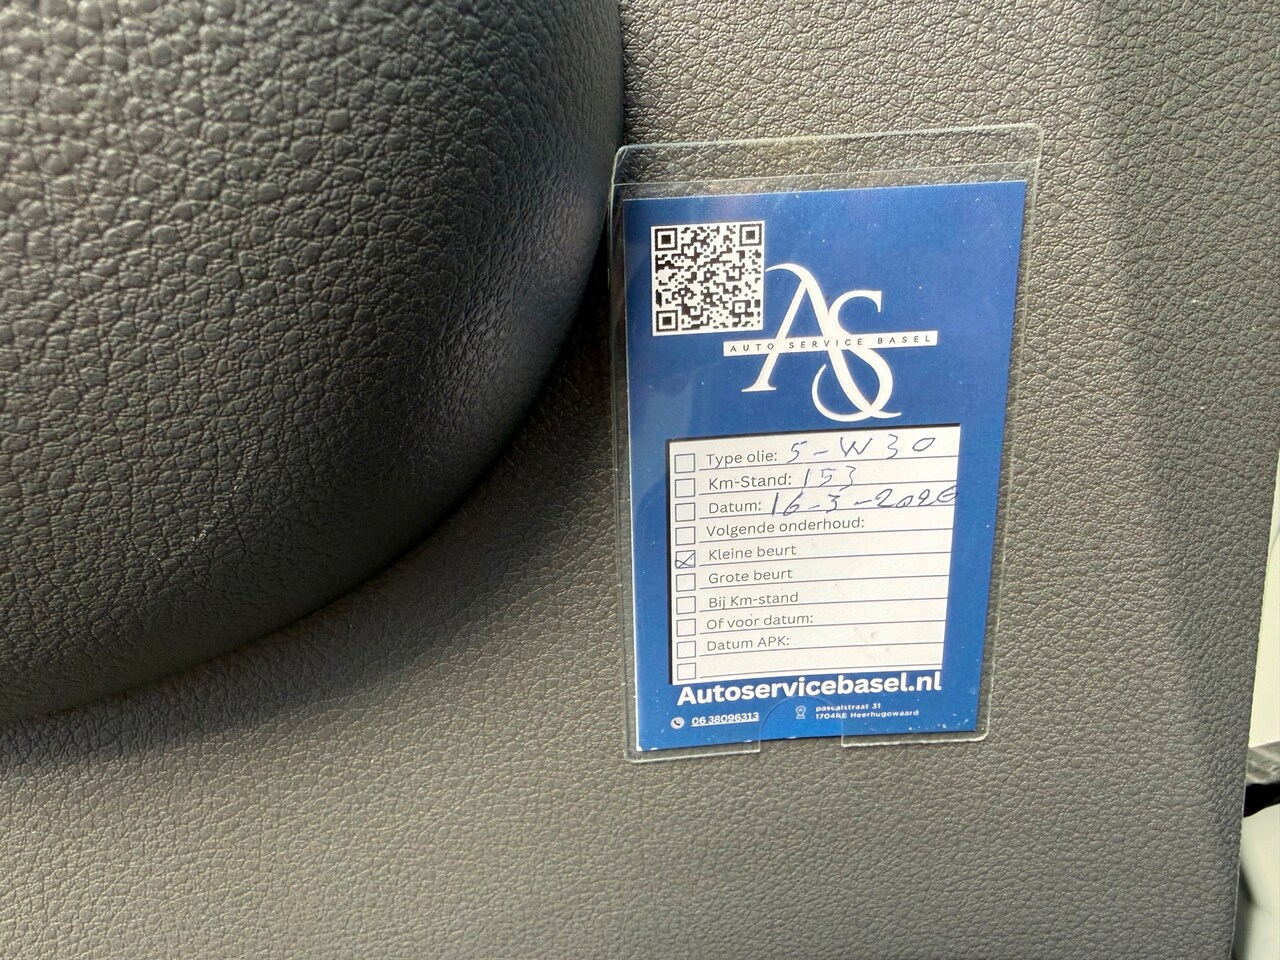 AS
AUTO SERVICE BASEL
Type olie: 5-W30
Km-Stand: 153
Datum: 16-3-2026
Volgende onderhoud:
Kleine beurt
Grote beurt
Bij Km-stand
Of voor datum:
Datum APK:
Autoservicebasel.nl
06 38096313
pascalstraat 31
1704RE Heerhugowaard